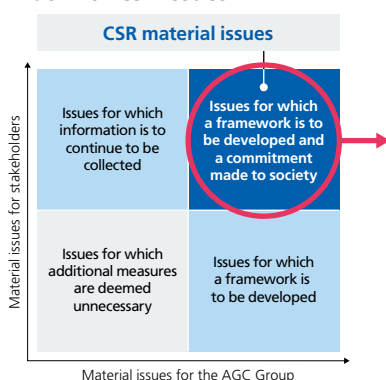 CSR material issues
Issues for which
information is to
continue to be
collected
Issues for which
a framework is to
be developed and
a commitment
made to society
Issues for which
additional measures
are deemed
unnecessary
Issues for which
a framework is
to be developed
Material issues for stakeholders
Material issues for the AGC Group